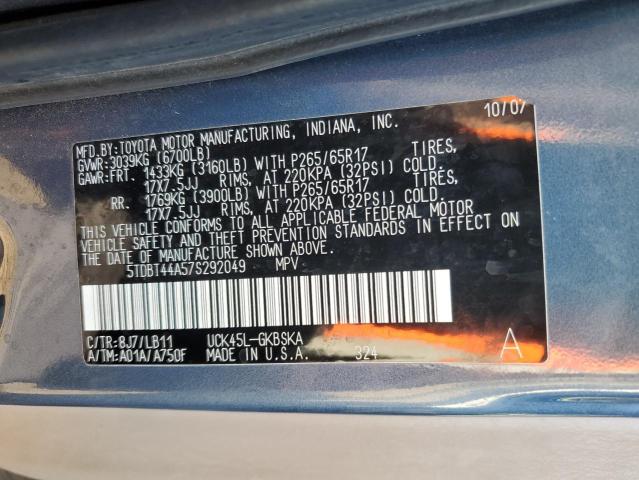 10/07
MFD.BY:TOYOTA MOTOR MANUFACTURING, INDIANA, INC.
GVWR:3039KG (6700LB)
GAWR:FRT. 1433KG (3160LB) WITH P265/65R17 TIRES,
17X7.5JJ RIMS, AT 220KPA (32PSI) COLD.
RR. 1769KG (3900LB) WITH P265/65R17 TIRES,
17X7.5JJ RIMS, AT 220KPA (32PSI) COLD.
THIS VEHICLE CONFORMS TO ALL APPLICABLE FEDERAL MOTOR
VEHICLE SAFETY AND THEFT PREVENTION STANDARDS IN EFFECT ON
THE DATE OF MANUFACTURE SHOWN ABOVE.
5TDBT44A57S292049 MPV
C/TR:8J7/LB11 UCK45L-GKBSKA
A/TM:A01A/A750F MADE IN U.S.A. 324 A